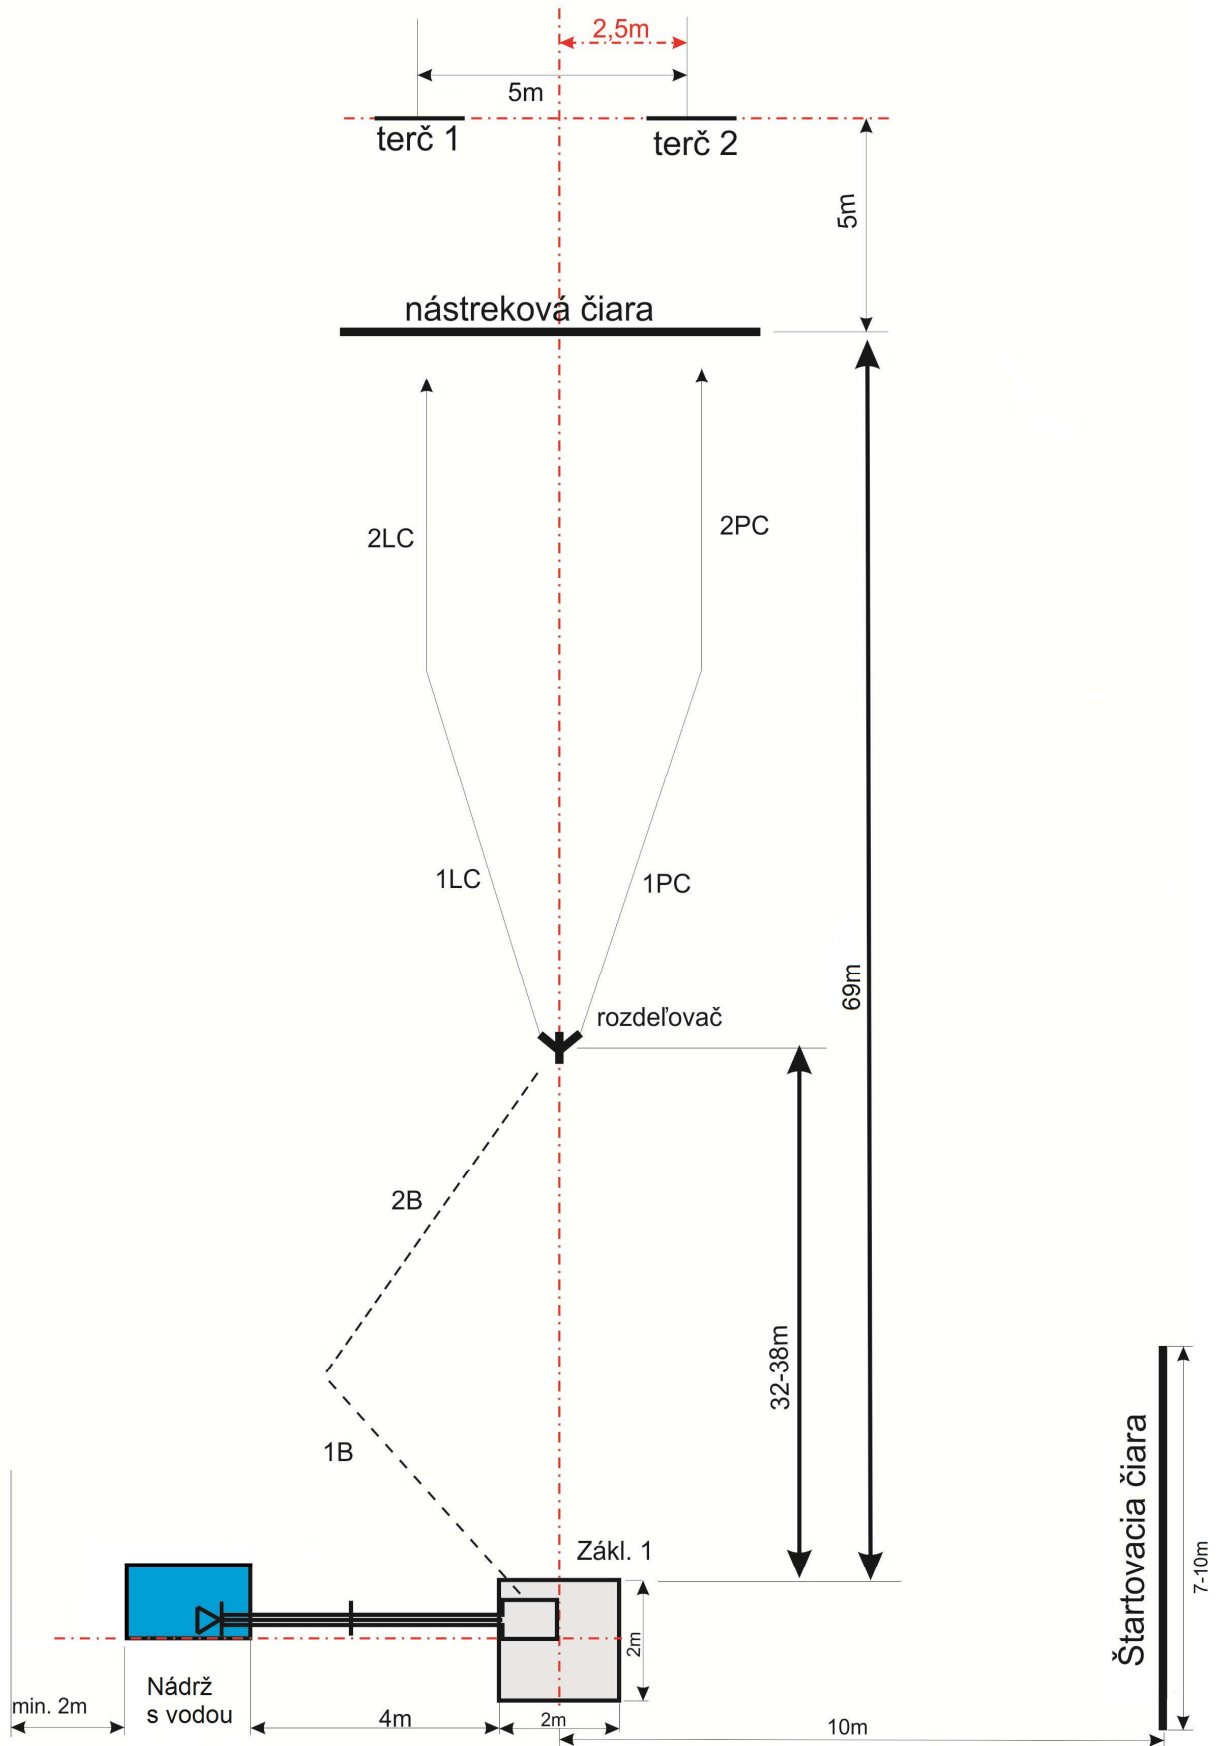 2,5m
5m
terč 1
terč 2
5m
nástreková čiara
2LC
2PC
1LC
1PC
69m
rozdeľovač
2B
32-38m
1B
Štartovacia čiara
7-10m
Zákl. 1
2m
Nádrž
s vodou
min. 2m
4m
2m
10m